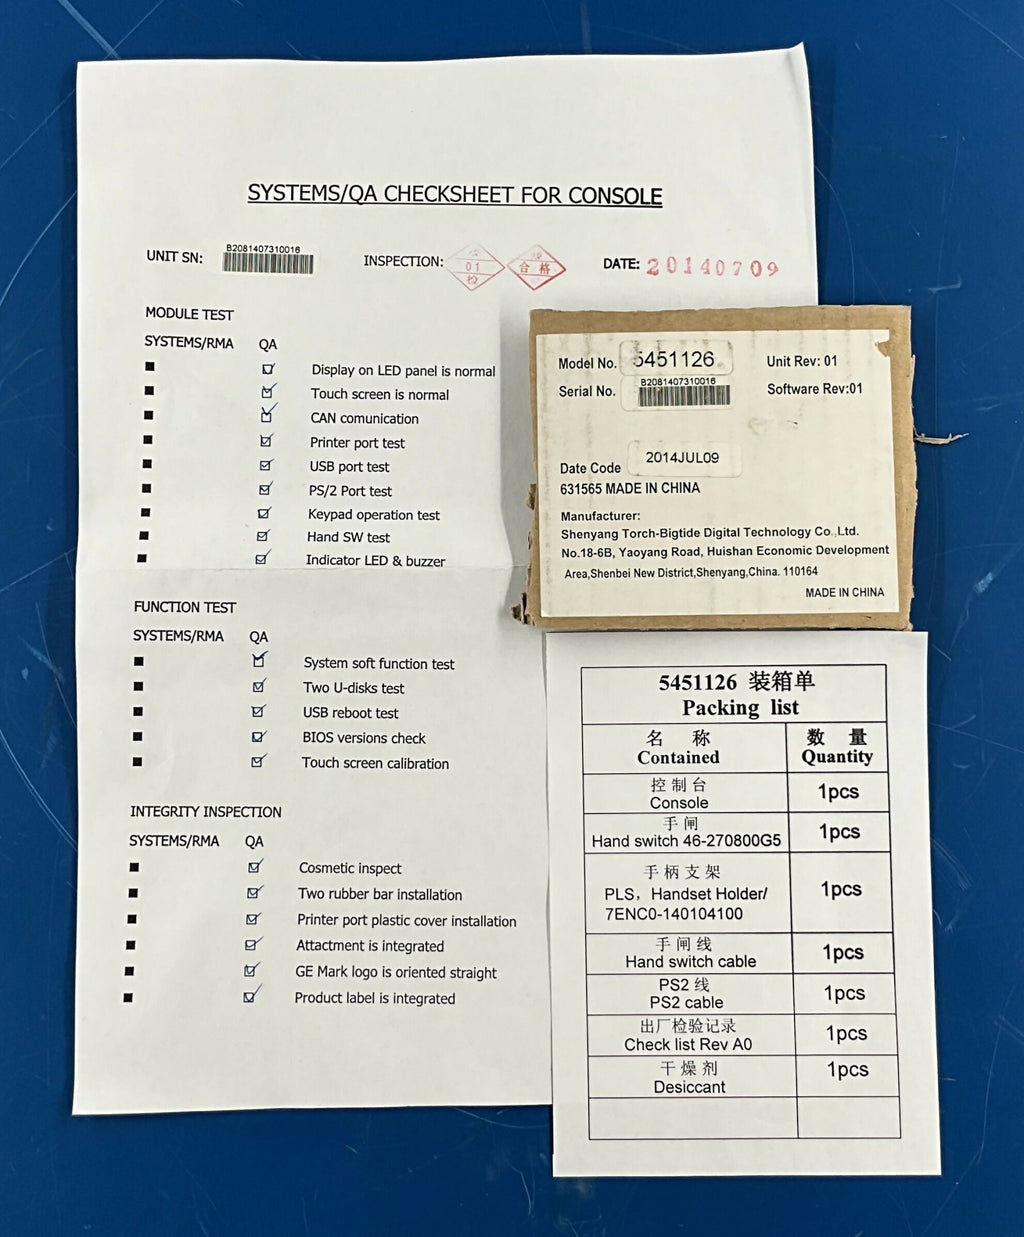 SYSTEMS/QA CHECKSHEET FOR CONSOLE
UNIT SN:
B2081407310016
INSPECTION:
01
检
合格
DATE: 20140709
MODULE TEST
SYSTEMS/RMA QA
Display on LED panel is normal
Touch screen is normal
CAN comunication
Printer port test
USB port test
PS/2 Port test
Keypad operation test
Hand SW test
Indicator LED & buzzer
FUNCTION TEST
SYSTEMS/RMA QA
System soft function test
Two U-disks test
USB reboot test
BIOS versions check
Touch screen calibration
INTEGRITY INSPECTION
SYSTEMS/RMA QA
Cosmetic inspect
Two rubber bar installation
Printer port plastic cover installation
Attactment is integrated
GE Mark logo is oriented straight
Product label is integrated
Model No. 5451126 Unit Rev: 01
B2081407310016
Serial No. Software Rev:01
Date Code 2014JUL09
631565 MADE IN CHINA
Manufacturer:
Shenyang Torch-Bigtide Digital Technology Co.,Ltd.
No.18-6B, Yaoyang Road, Huishan Economic Development
Area,Shenbei New District,Shenyang,China. 110164
MADE IN CHINA
5451126 装箱单
Packing list
名 称 数 量
Contained Quantity
控制台
Console 1pcs
手闸
Hand switch 46-270800G5 1pcs
手柄支架
PLS，Handset Holder/
7ENC0-140104100 1pcs
手闸线
Hand switch cable 1pcs
PS2 线
PS2 cable 1pcs
出厂检验记录
Check list Rev A0 1pcs
干燥剂
Desiccant 1pcs